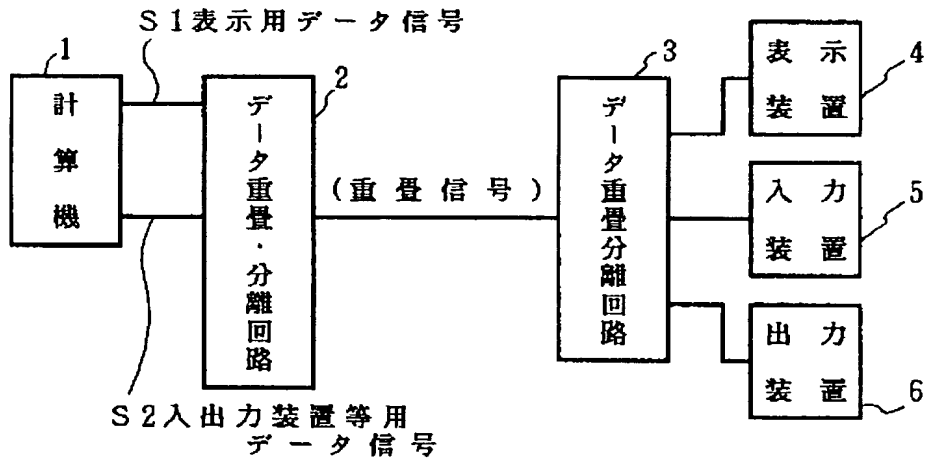 S1表示用データ信号
1
計算機
2
データ重畳・分離回路
(重畳信号)
3
データ重畳分離回路
表示
装置
4
入力
装置
5
出力
装置
6
S2入出力装置等用
データ信号